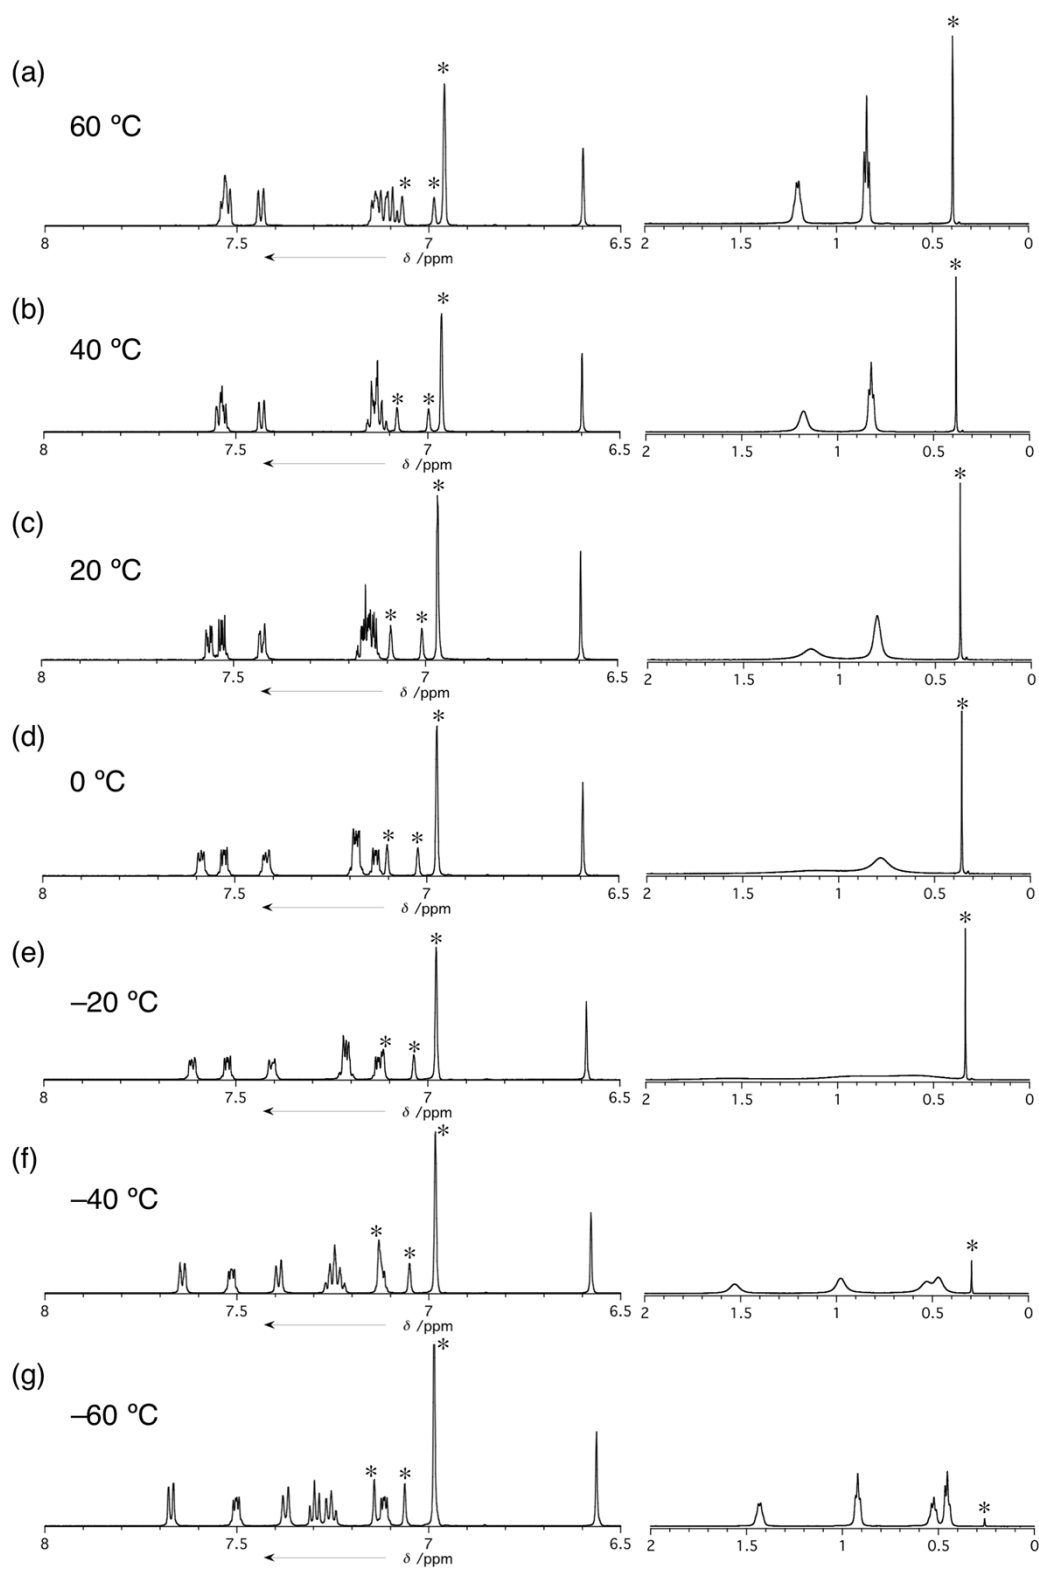 * *
(a)
60 ºC
* *
8 7.5 7 6.5 2 1.5 1 0.5 0
δ /ppm
*
(b) *
40 ºC
* *
8 7.5 7 6.5 2 1.5 1 0.5 0
δ /ppm
* *
(c)
20 ºC
* *
8 7.5 7 6.5 2 1.5 1 0.5 0
δ /ppm
* *
(d)
0 ºC
* *
8 7.5 7 6.5 2 1.5 1 0.5 0
δ /ppm
* *
(e)
–20 ºC
* *
8 7.5 7 6.5 2 1.5 1 0.5 0
δ /ppm
*
(f)
–40 ºC
* * *
8 7.5 7 6.5 2 1.5 1 0.5 0
δ /ppm
*
(g)
–60 ºC
* * *
8 7.5 7 6.5 2 1.5 1 0.5 0
δ /ppm